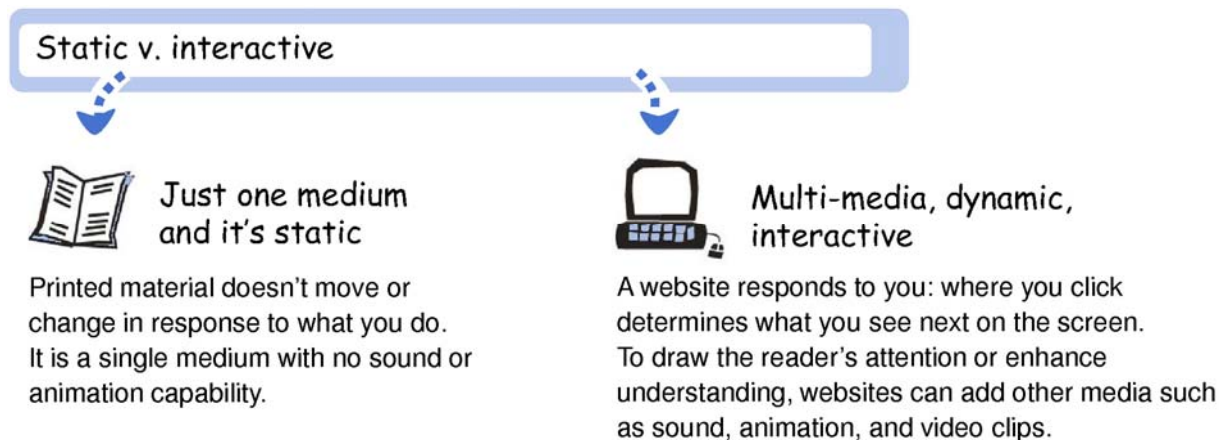 Static v. interactive
Just one medium
and it's static
Printed material doesn't move or
change in response to what you do.
It is a single medium with no sound or
animation capability.
Multi-media, dynamic,
interactive
A website responds to you: where you click
determines what you see next on the screen.
To draw the reader's attention or enhance
understanding, websites can add other media such
as sound, animation, and video clips.